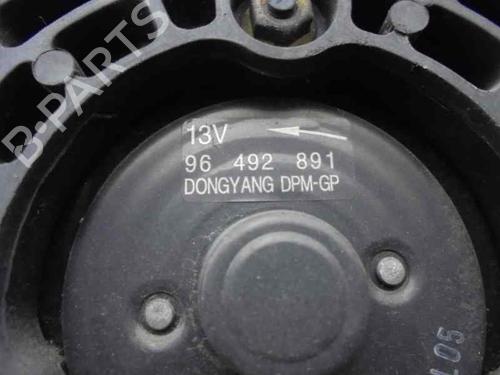 B-PARTS
13V
96 492 891
DONGYANG DPM-GP